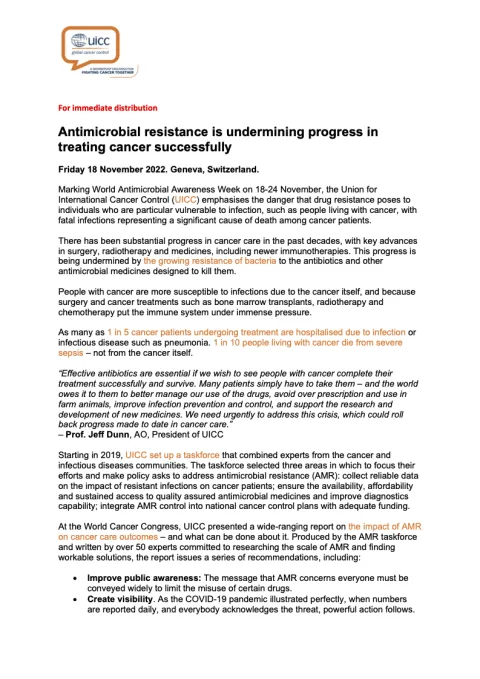 uicc
global cancer control
A MEMBERSHIP ORGANISATION
FIGHTING CANCER TOGETHER
For immediate distribution
Antimicrobial resistance is undermining progress in
treating cancer successfully
Friday 18 November 2022. Geneva, Switzerland.
Marking World Antimicrobial Awareness Week on 18-24 November, the Union for
International Cancer Control (UICC) emphasises the danger that drug resistance poses to
individuals who are particular vulnerable to infection, such as people living with cancer, with
fatal infections representing a significant cause of death among cancer patients.
There has been substantial progress in cancer care in the past decades, with key advances
in surgery, radiotherapy and medicines, including newer immunotherapies. This progress is
being undermined by the growing resistance of bacteria to the antibiotics and other
antimicrobial medicines designed to kill them.
People with cancer are more susceptible to infections due to the cancer itself, and because
surgery and cancer treatments such as bone marrow transplants, radiotherapy and
chemotherapy put the immune system under immense pressure.
As many as 1 in 5 cancer patients undergoing treatment are hospitalised due to infection or
infectious disease such as pneumonia. 1 in 10 people living with cancer die from severe
sepsis – not from the cancer itself.
“Effective antibiotics are essential if we wish to see people with cancer complete their
treatment successfully and survive. Many patients simply have to take them – and the world
owes it to them to better manage our use of the drugs, avoid over prescription and use in
farm animals, improve infection prevention and control, and support the research and
development of new medicines. We need urgently to address this crisis, which could roll
back progress made to date in cancer care.”
– Prof. Jeff Dunn, AO, President of UICC
Starting in 2019, UICC set up a taskforce that combined experts from the cancer and
infectious diseases communities. The taskforce selected three areas in which to focus their
efforts and make policy asks to address antimicrobial resistance (AMR): collect reliable data
on the impact of resistant infections on cancer patients; ensure the availability, affordability
and sustained access to quality assured antimicrobial medicines and improve diagnostics
capability; integrate AMR control into national cancer control plans with adequate funding.
At the World Cancer Congress, UICC presented a wide-ranging report on the impact of AMR
on cancer care outcomes – and what can be done about it. Produced by the AMR taskforce
and written by over 50 experts committed to researching the scale of AMR and finding
workable solutions, the report issues a series of recommendations, including:
• Improve public awareness: The message that AMR concerns everyone must be
conveyed widely to limit the misuse of certain drugs.
• Create visibility. As the COVID-19 pandemic illustrated perfectly, when numbers
are reported daily, and everybody acknowledges the threat, powerful action follows.